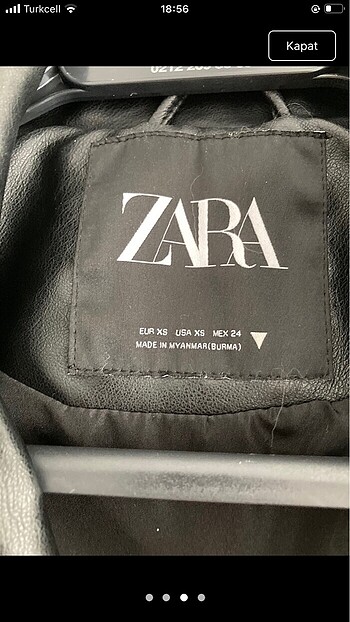 Turkcell
18:56
Kapat
ZARA
EUR XS USA XS MEX 24
MADE IN MYANMAR(BURMA)